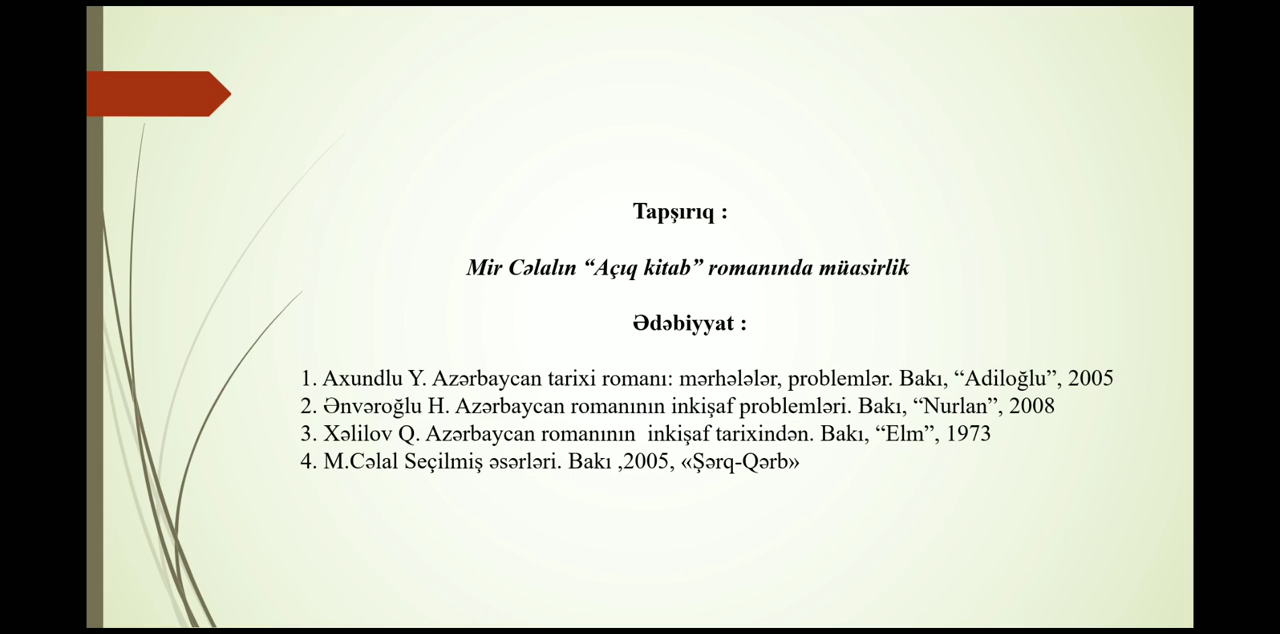 Tapşırıq :
Mir Cəlalın “Açıq kitab” romanında müasirlik
Ədəbiyyat :
1. Axundlu Y. Azərbaycan tarixi romanı: mərhələlər, problemlər. Bakı, “Adiloğlu”, 2005
2. Ənvəroğlu H. Azərbaycan romanının inkişaf problemləri. Bakı, “Nurlan”, 2008
3. Xəlilov Q. Azərbaycan romanının  inkişaf tarixindən. Bakı, “Elm”, 1973
4. M.Cəlal Seçilmiş əsərləri. Bakı ,2005, «Şərq-Qərb»